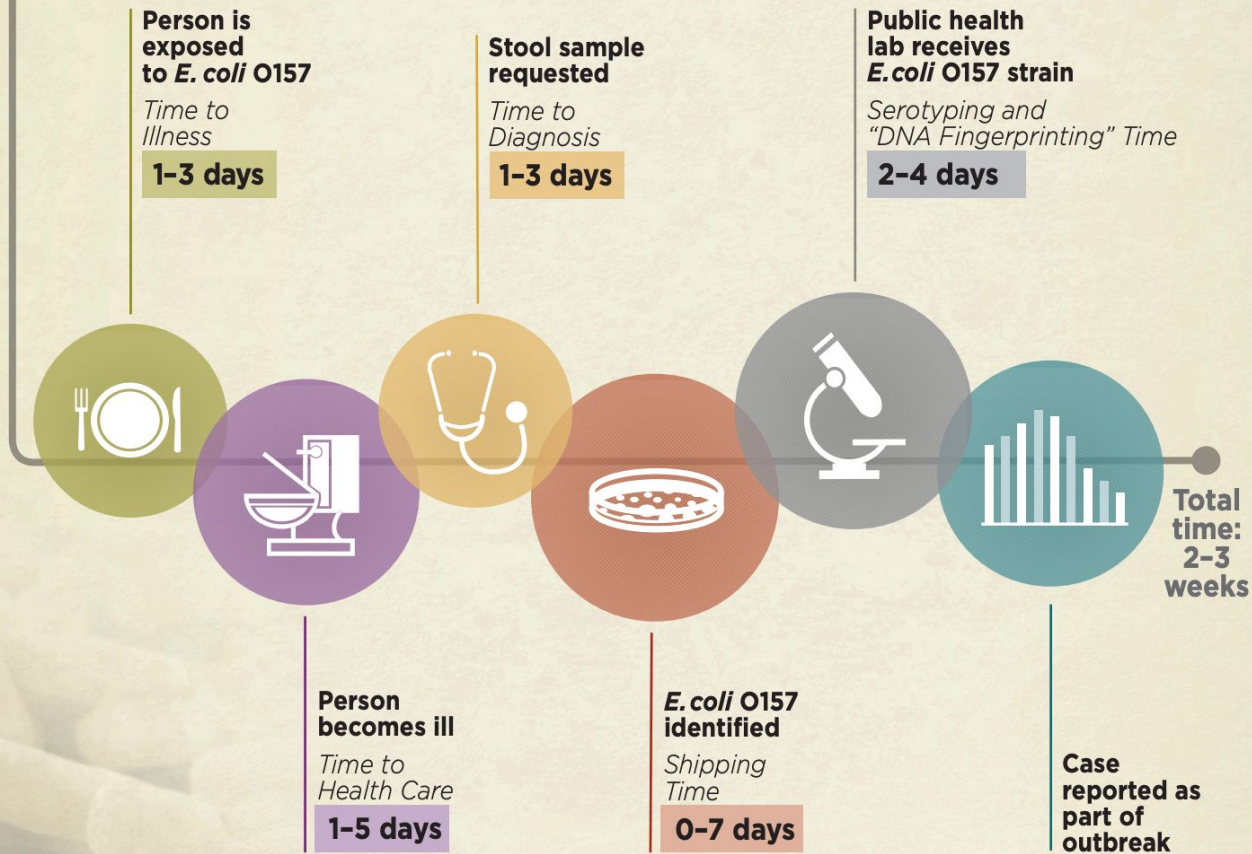 Person is
exposed
to E. coli O157
Time to
Illness
1–3 days
Person
becomes ill
Time to
Health Care
1–5 days
Stool sample
requested
Time to
Diagnosis
1–3 days
E. coli O157
identified
Shipping
Time
0–7 days
Public health
lab receives
E.coli O157 strain
Serotyping and
“DNA Fingerprinting” Time
2–4 days
Case
reported as
part of
outbreak
Total
time:
2–3
weeks